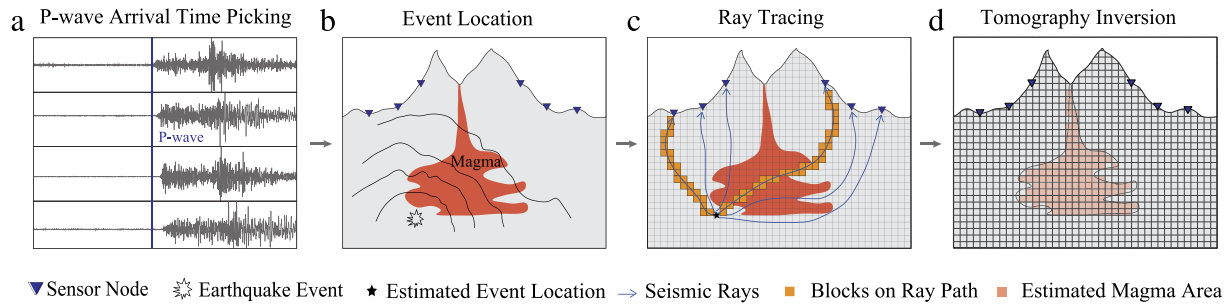 a P-wave Arrival Time Picking
b Event Location
c Ray Tracing
d Tomography Inversion
P-wave
Magma
Sensor Node
Earthquake Event
Estimated Event Location
Seismic Rays
Blocks on Ray Path
Estimated Magma Area